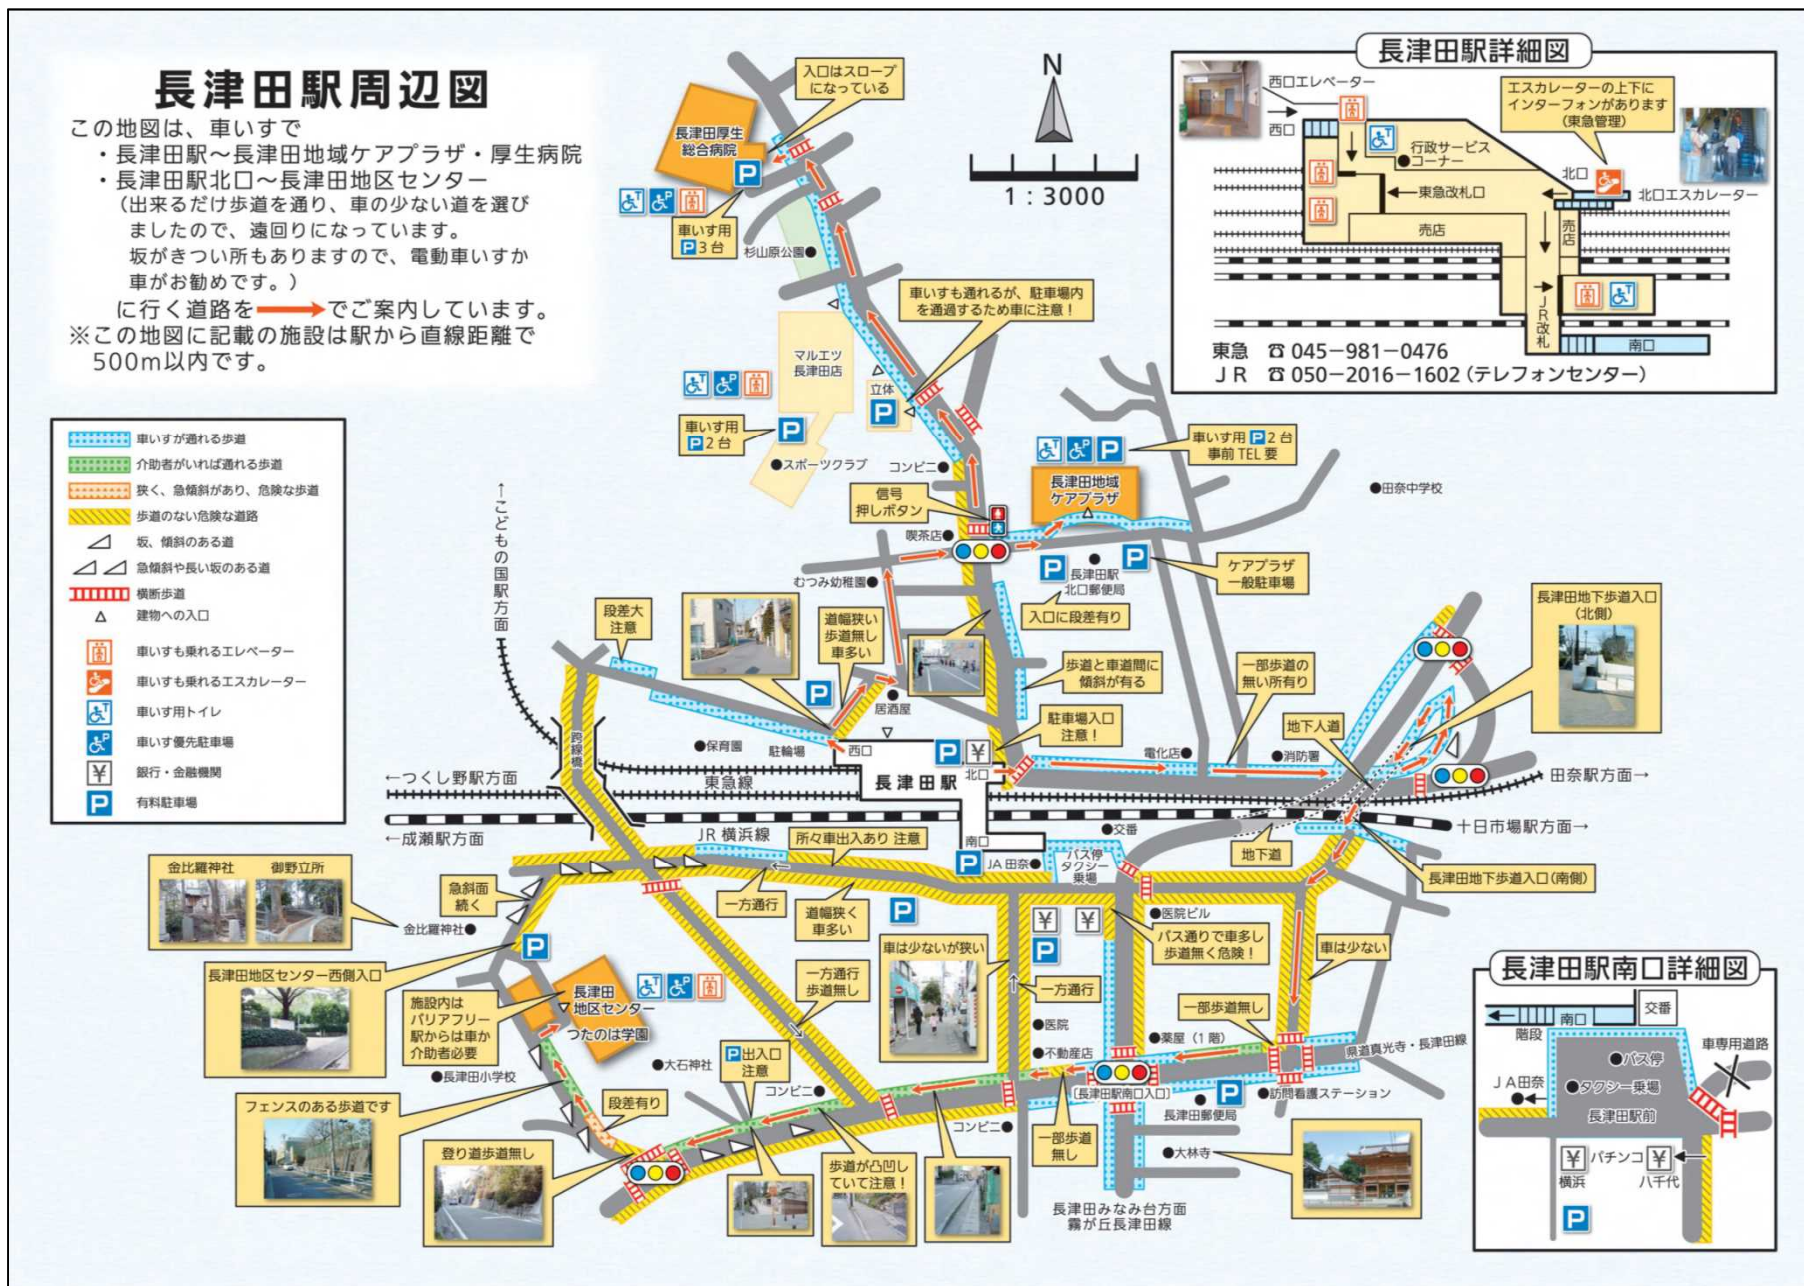 長津田駅周辺図
この地図は、車いすで
・長津田駅～長津田地域ケアプラザ・厚生病院
・長津田駅北口～長津田地区センター
（出来るだけ歩道を通り、車の少ない道を選び
ましたので、遠回りになっています。
坂がきつい所もありますので、電動車いすか
車がお勧めです。）
に行く道路を→でご案内しています。
※この地図に記載の施設は駅から直線距離で
500m以内です。
車いすが通れる歩道
介助者がいれば通れる歩道
狭く、急傾斜があり、危険な歩道
歩道のない危険な道路
坂、傾斜のある道
急傾斜や長い坂のある道
横断歩道
建物への入口
車いすも乗れるエレベーター
車いすも乗れるエスカレーター
車いす用トイレ
車いす優先駐車場
銀行・金融機関
有料駐車場
入口はスロープ
になっている
長津田厚生
総合病院
車いす用
P3台
杉山原公園
N
1：3000
長津田駅詳細図
西口エレベーター
西口
エスカレーターの上下に
インターフォンがあります
（東急管理）
行政サービス
コーナー
北口
北口エスカレーター
東急改札口
売店
売店
JR改札
南口
東急 ☎045－981－0476
ＪＲ ☎050－2016－1602（テレフォンセンター）
車いすも通れるが、駐車場内
を通過するため車に注意！
マルエツ
長津田店
立体
P
車いす用
P2台
P
スポーツクラブ
コンビニ
信号
押しボタン
喫茶店
むつみ幼稚園
車いす用P2台
事前TEL要
長津田地域
ケアプラザ
田奈中学校
長津田駅
北口郵便局
ケアプラザ
一般駐車場
入口に段差有り
←こどもの国駅方面
段差大
注意
道幅狭い
歩道無し
車多い
居酒屋
歩道と車道間に
傾斜が有る
駐車場入口
注意！
一部歩道の
無い所有り
長津田地下歩道入口
（北側）
地下人道
電化店
消防署
跨線橋
保育園
駐輪場
西口
北口
長津田駅
東急線
←つくし野駅方面
田奈駅方面→
JR横浜線
←成瀬駅方面
十日市場駅方面→
南口
交番
JA田奈
バス停
タクシー
乗場
地下道
長津田地下歩道入口（南側）
所々車出入あり 注意
金比羅神社
御野立所
急斜面
続く
金比羅神社
一方通行
道幅狭く
車多い
車は少ないが狭い
医院ビル
バス通りで車多し
歩道無く危険！
車は少ない
長津田地区センター西側入口
施設内は
バリアフリー
駅からは車か
介助者必要
長津田
地区センター
つたのは学園
一方通行
歩道無し
一方通行
医院
不動産店
薬屋（1階）
一部歩道無し
県道真光寺・長津田線
大石神社
長津田小学校
P出入口
注意
コンビニ
〔長津田駅南口入口〕
訪問看護ステーション
長津田郵便局
フェンスのある歩道です
段差有り
コンビニ
一部歩道
無し
大林寺
登り道歩道無し
歩道が凸凹し
ていて注意！
長津田みなみ台方面
霧が丘長津田線
長津田駅南口詳細図
南口
交番
階段
車専用道路
バス停
タクシー乗場
ＪＡ田奈
長津田駅前
¥
パチンコ
¥
横浜
八千代
P